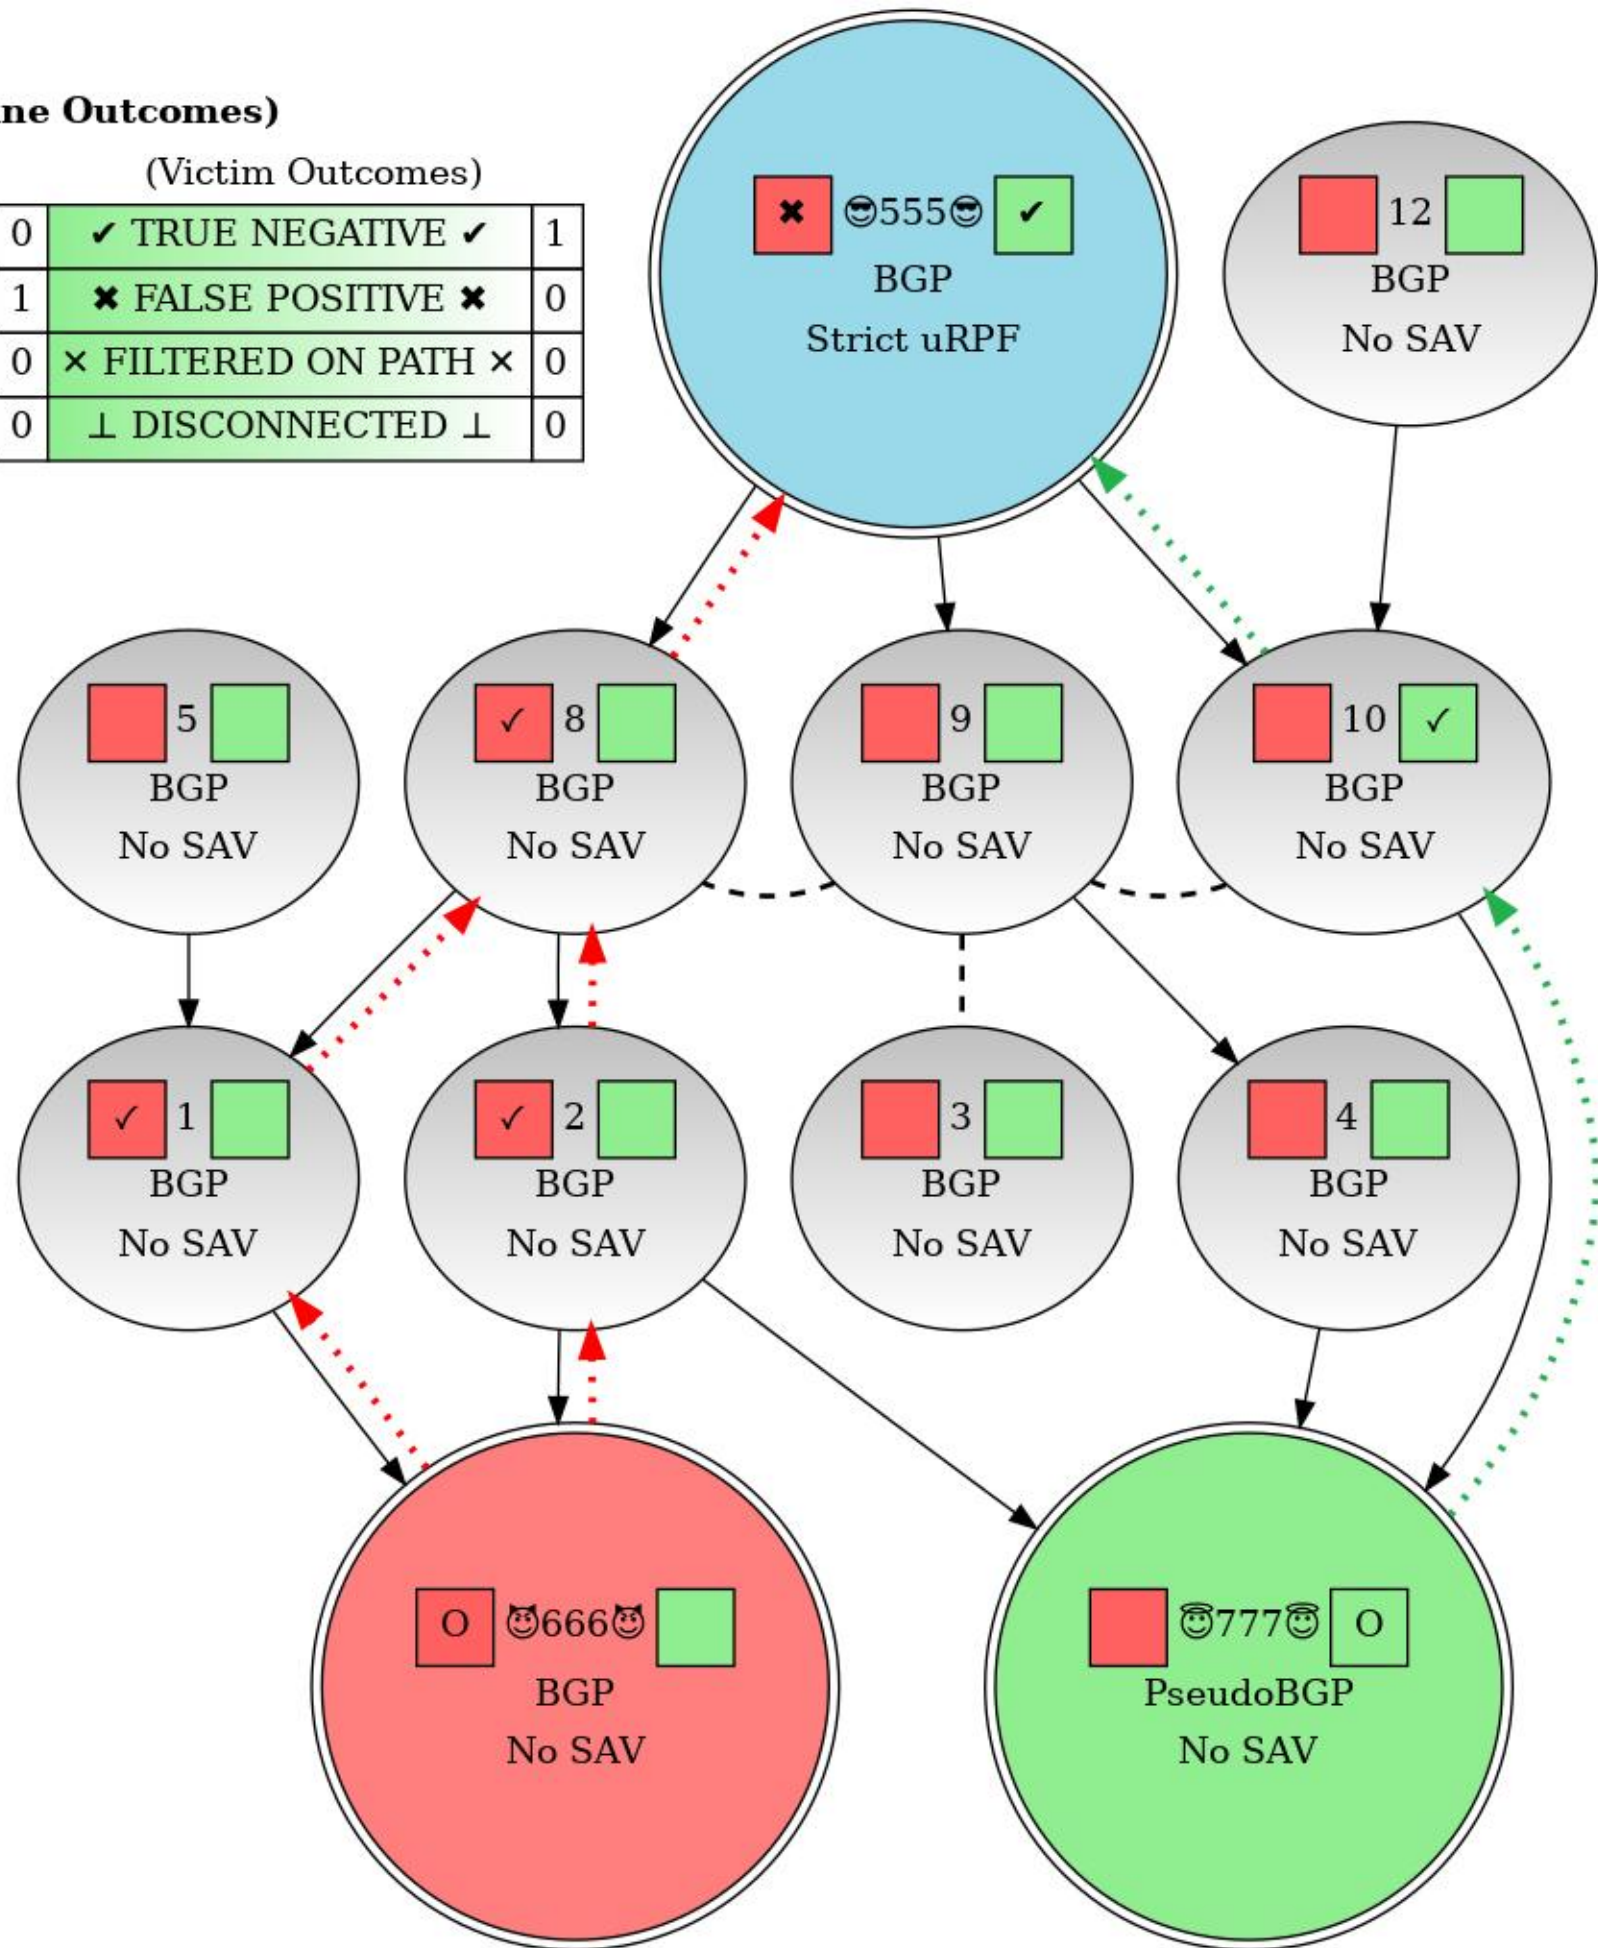 ne Outcomes)
(Victim Outcomes)
0 ✔ TRUE NEGATIVE ✔ 1
1 ✖ FALSE POSITIVE ✖ 0
0 ✕ FILTERED ON PATH ✕ 0
0 ⊥ DISCONNECTED ⊥ 0
✖ 😎555😎 ✔
BGP
Strict uRPF
12
BGP
No SAV
5
BGP
No SAV
✓ 8
BGP
No SAV
9
BGP
No SAV
10 ✓
BGP
No SAV
✓ 1
BGP
No SAV
✓ 2
BGP
No SAV
3
BGP
No SAV
4
BGP
No SAV
O 😈666😈
BGP
No SAV
😇777😇 O
PseudoBGP
No SAV